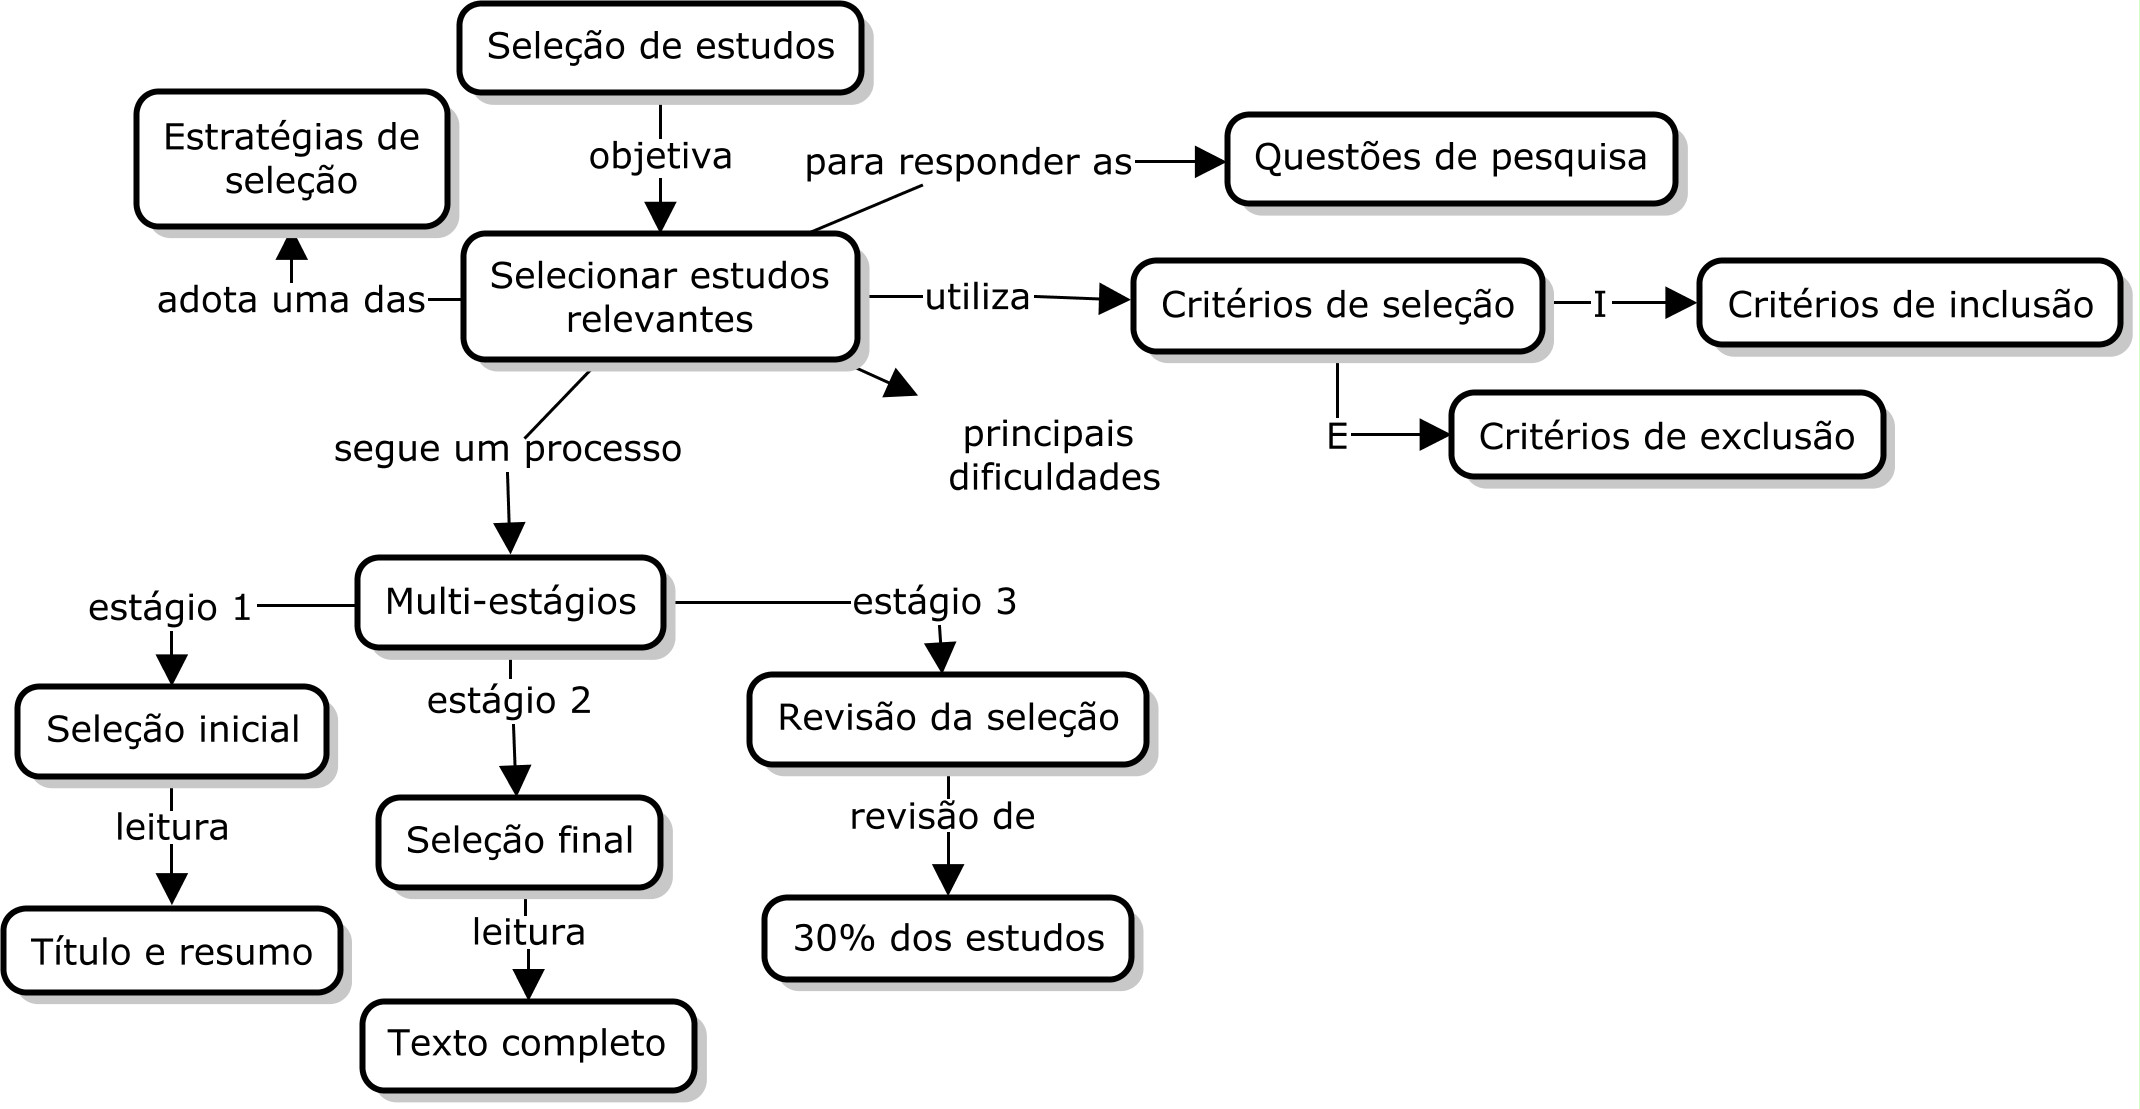 Seleção de estudos
Estratégias de
seleção
objetiva
para responder as
Questões de pesquisa
Selecionar estudos
relevantes
adota uma das
utiliza
Critérios de seleção
I
Critérios de inclusão
E
Critérios de exclusão
principais
dificuldades
segue um processo
Multi-estágios
estágio 1
estágio 2
estágio 3
Seleção inicial
leitura
Título e resumo
Seleção final
leitura
Texto completo
Revisão da seleção
revisão de
30% dos estudos